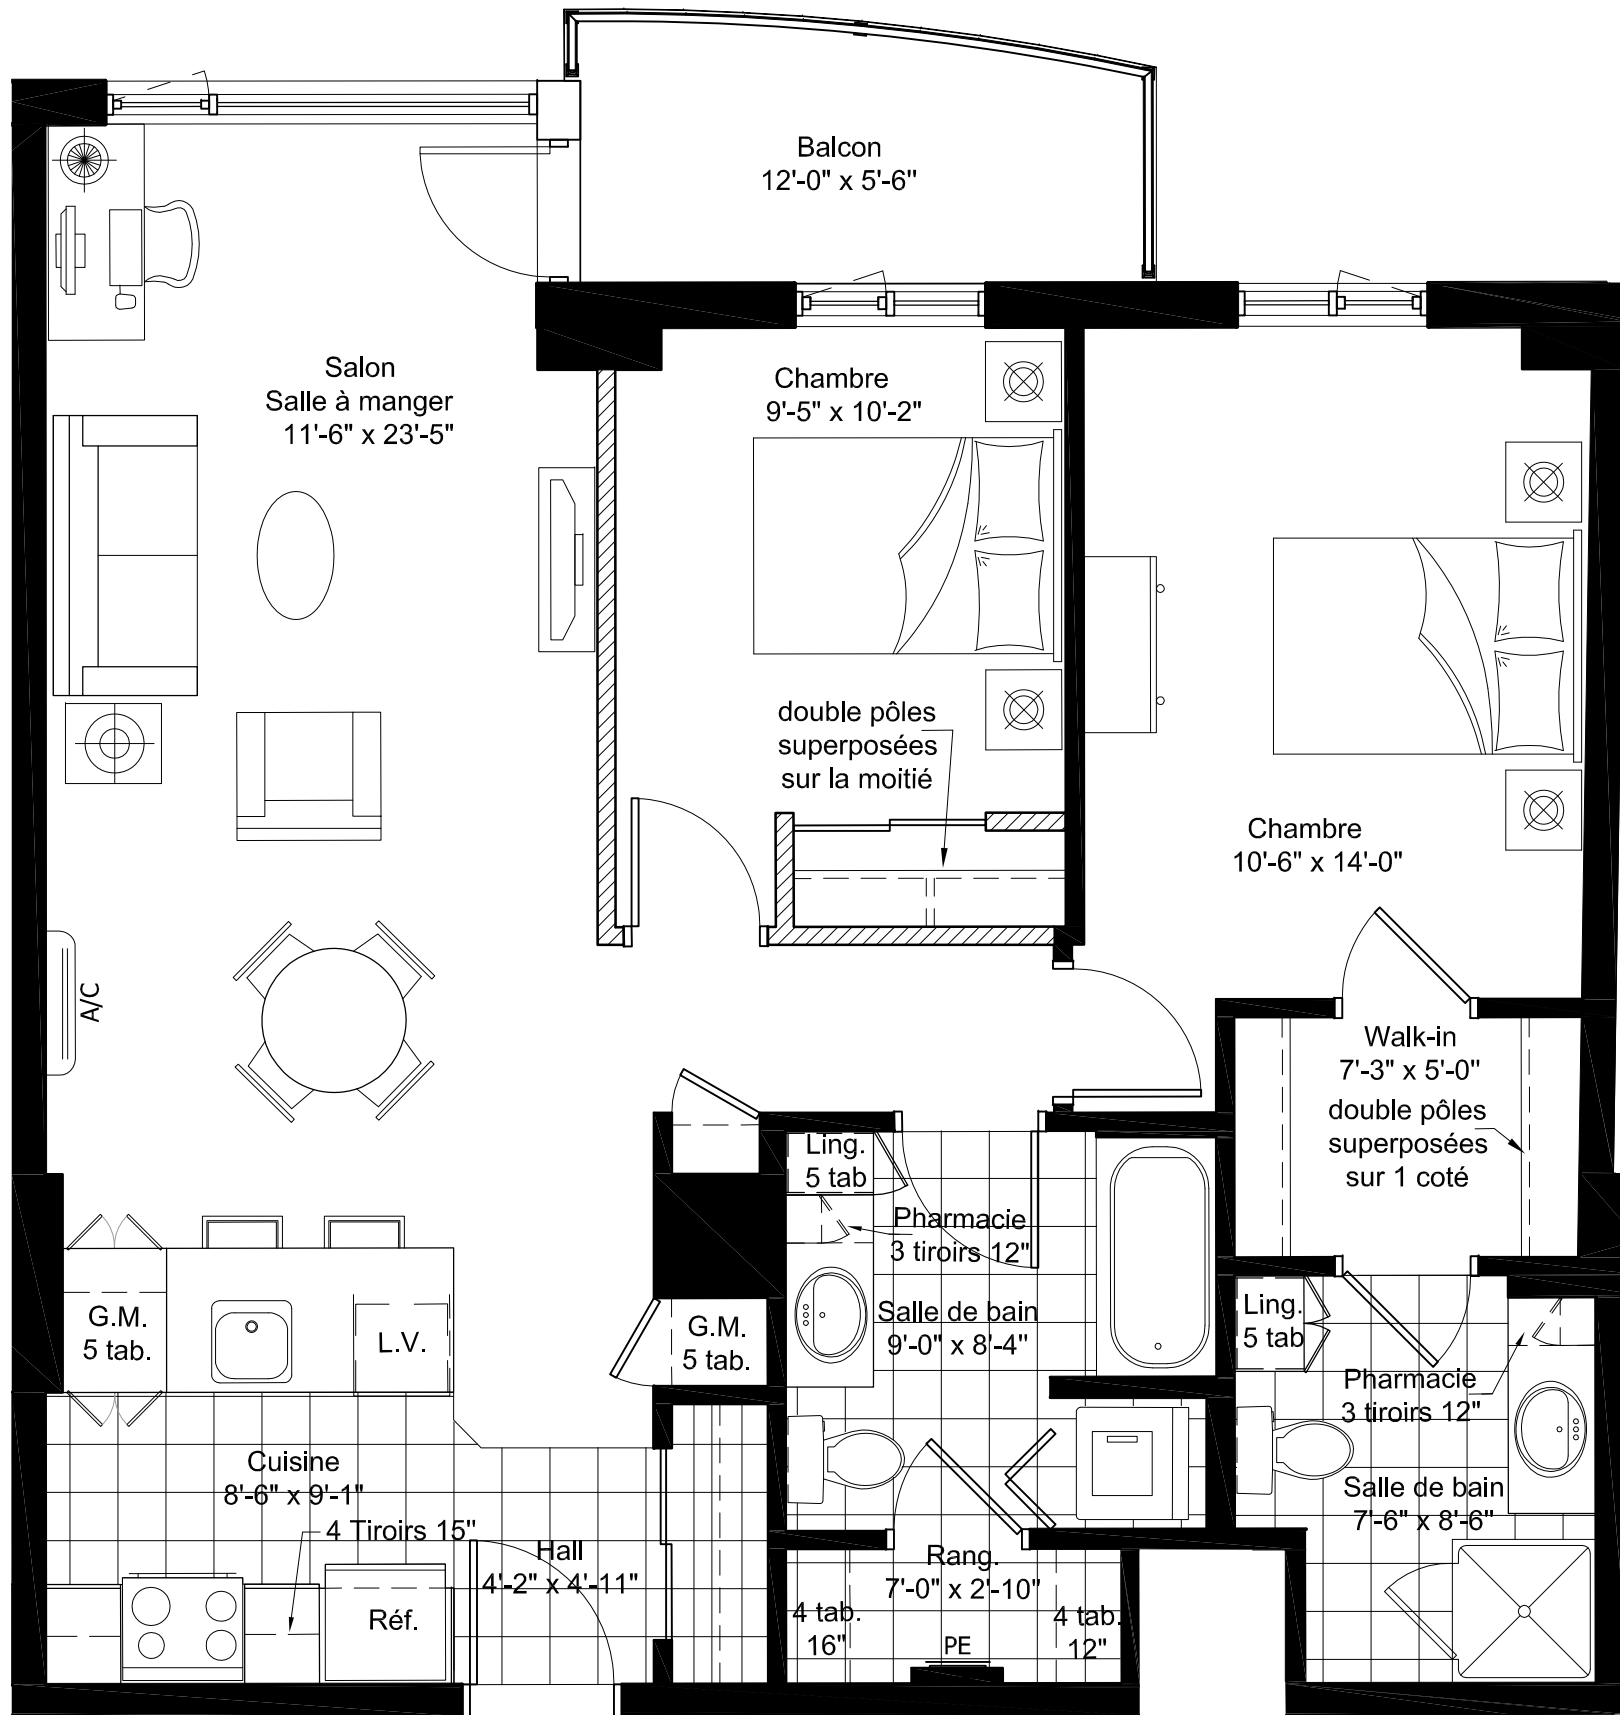 Balcon
12'-0" x 5'-6"
Salon
Salle à manger
11'-6" x 23'-5"
Chambre
9'-5" x 10'-2"
double pôles
superposées
sur la moitié
Chambre
10'-6" x 14'-0"
A/C
Walk-in
7'-3" x 5'-0"
double pôles
superposées
sur 1 coté
Ling.
5 tab
Pharmacie
3 tiroirs 12"
Salle de bain
9'-0" x 8'-4"
G.M.
5 tab.
L.V.
G.M.
5 tab.
Ling.
5 tab
Pharmacie
3 tiroirs 12"
Salle de bain
7'-6" x 8'-6"
Cuisine
8'-6" x 9'-1"
4 Tiroirs 15"
Réf.
Hall
4'-2" x 4'-11"
Rang.
7'-0" x 2'-10"
4 tab.
16"
PE
4 tab.
12"